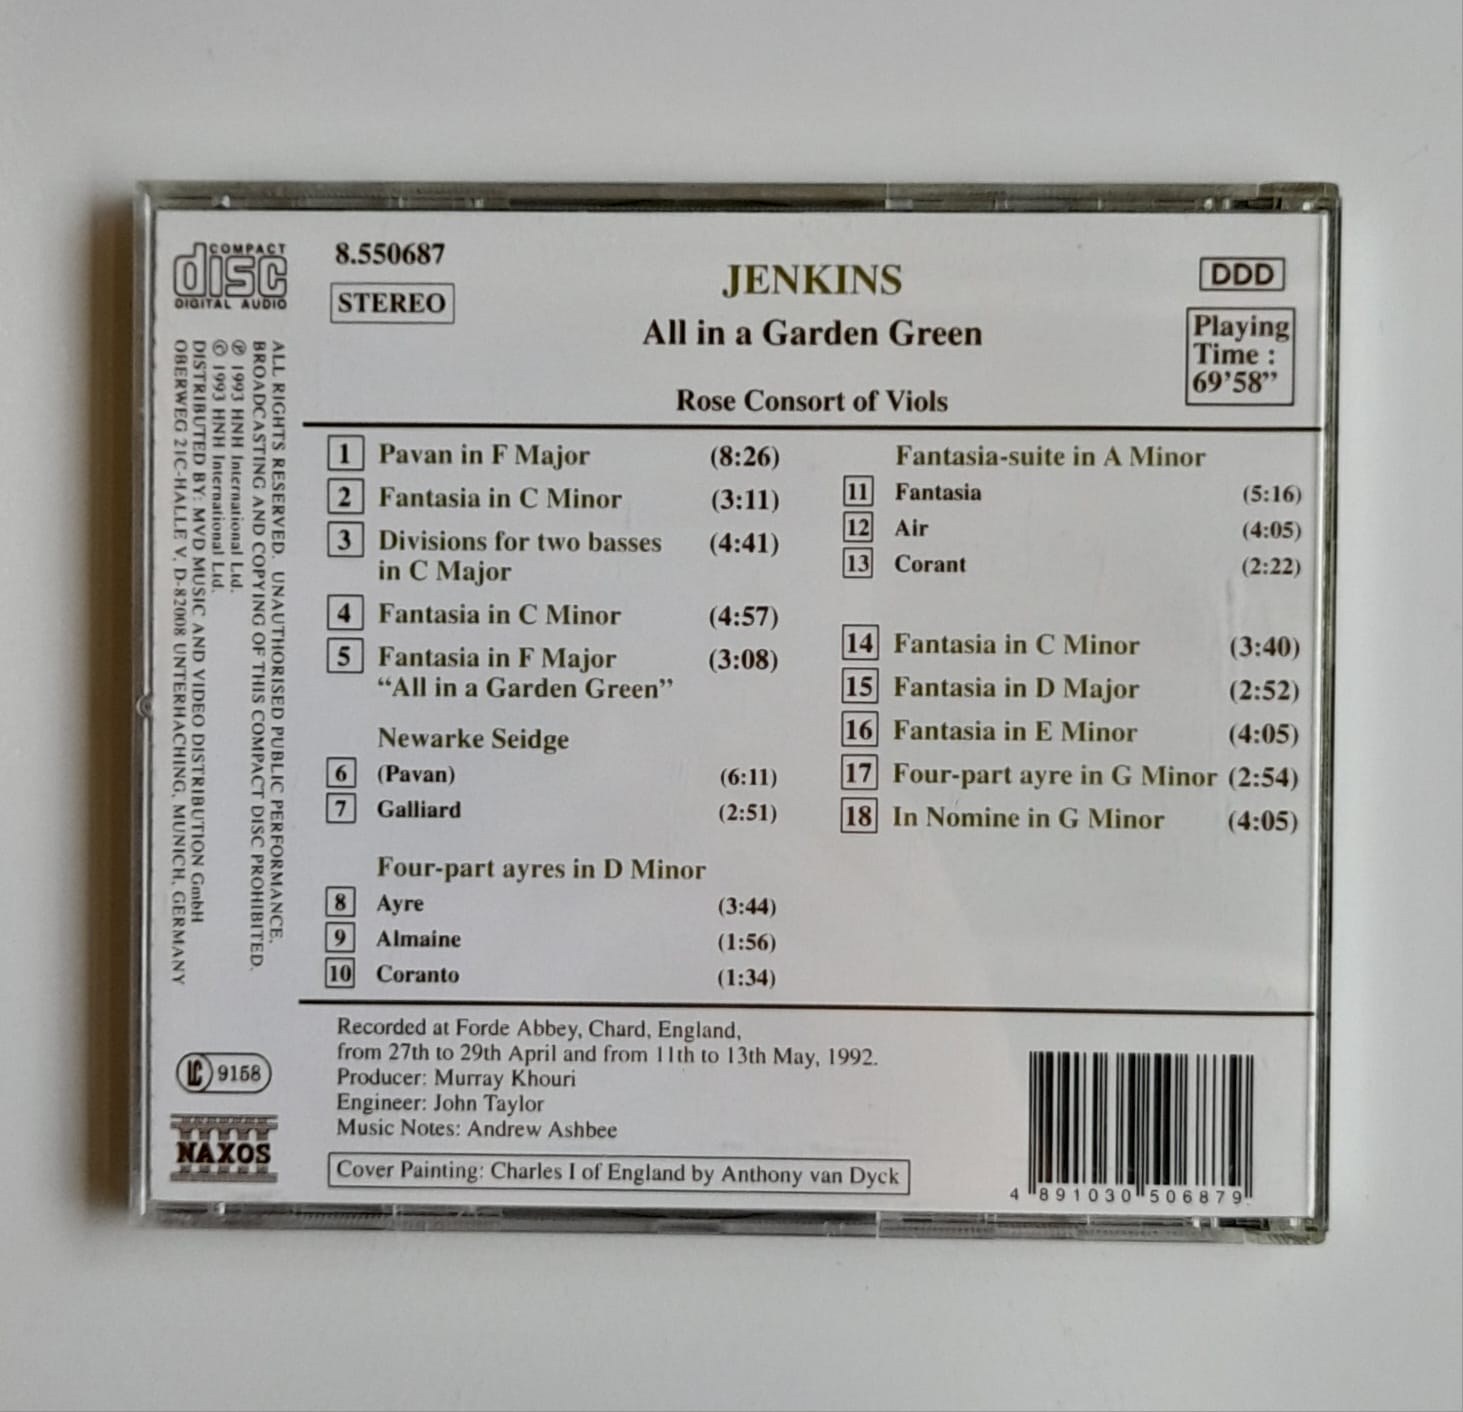 COMPACT
disc
DIGITAL AUDIO
8.550687
STEREO
JENKINS
All in a Garden Green
Rose Consort of Viols
DDD
Playing
Time :
69’58”
1 Pavan in F Major (8:26)
2 Fantasia in C Minor (3:11)
3 Divisions for two basses (4:41)
in C Major
4 Fantasia in C Minor (4:57)
5 Fantasia in F Major (3:08)
“All in a Garden Green”
Newarke Seidge
6 (Pavan) (6:11)
7 Galliard (2:51)
Four-part ayres in D Minor
8 Ayre (3:44)
9 Almaine (1:56)
10 Coranto (1:34)
Fantasia-suite in A Minor
11 Fantasia (5:16)
12 Air (4:05)
13 Corant (2:22)
14 Fantasia in C Minor (3:40)
15 Fantasia in D Major (2:52)
16 Fantasia in E Minor (4:05)
17 Four-part ayre in G Minor (2:54)
18 In Nomine in G Minor (4:05)
Recorded at Forde Abbey, Chard, England,
from 27th to 29th April and from 11th to 13th May, 1992.
Producer: Murray Khouri
Engineer: John Taylor
Music Notes: Andrew Ashbee
Cover Painting: Charles I of England by Anthony van Dyck
4 891030 506879
ALL RIGHTS RESERVED. UNAUTHORISED PUBLIC PERFORMANCE,
BROADCASTING AND COPYING OF THIS COMPACT DISC PROHIBITED.
℗ 1993 HNH International Ltd.
© 1993 HNH International Ltd.
DISTRIBUTED BY: MVD MUSIC AND VIDEO DISTRIBUTION GmbH
OBERWEG 21C-HALLE V, D-82008 UNTERHACHING, MUNICH, GERMANY
LC 9158
NAXOS